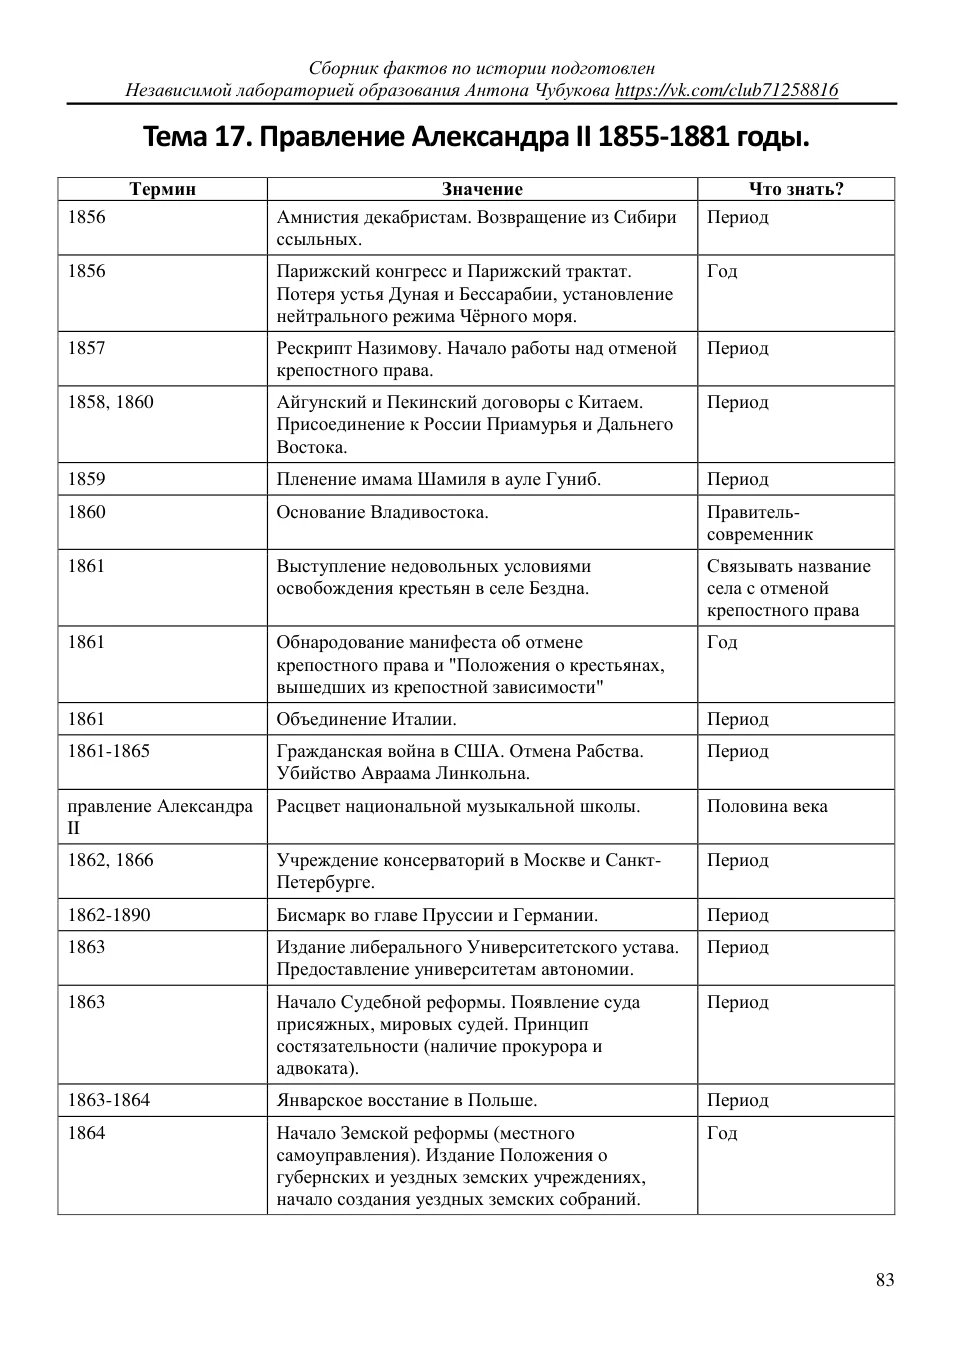 Сборник фактов по истории подготовлен
Независимой лабораторией образования Антона Чубукова https://vk.com/club71258816
Тема 17. Правление Александра II 1855-1881 годы.
Термин Значение Что знать?
1856 Амнистия декабристам. Возвращение из Сибири Период
ссыльных.
1856 Парижский конгресс и Парижский трактат. Год
Потеря устья Дуная и Бессарабии, установление
нейтрального режима Чёрного моря.
1857 Рескрипт Назимову. Начало работы над отменой Период
крепостного права.
1858, 1860 Айгунский и Пекинский договоры с Китаем. Период
Присоединение к России Приамурья и Дальнего
Востока.
1859 Пленение имама Шамиля в ауле Гуниб. Период
1860 Основание Владивостока. Правитель-
современник
1861 Выступление недовольных условиями Связывать название
освобождения крестьян в селе Бездна. села с отменой
крепостного права
1861 Обнародование манифеста об отмене Год
крепостного права и "Положения о крестьянах,
вышедших из крепостной зависимости"
1861 Объединение Италии. Период
1861-1865 Гражданская война в США. Отмена Рабства. Период
Убийство Авраама Линкольна.
правление Александра Расцвет национальной музыкальной школы. Половина века
II
1862, 1866 Учреждение консерваторий в Москве и Санкт- Период
Петербурге.
1862-1890 Бисмарк во главе Пруссии и Германии. Период
1863 Издание либерального Университетского устава. Период
Предоставление университетам автономии.
1863 Начало Судебной реформы. Появление суда Период
присяжных, мировых судей. Принцип
состязательности (наличие прокурора и
адвоката).
1863-1864 Январское восстание в Польше. Период
1864 Начало Земской реформы (местного Год
самоуправления). Издание Положения о
губернских и уездных земских учреждениях,
начало создания уездных земских собраний.
83